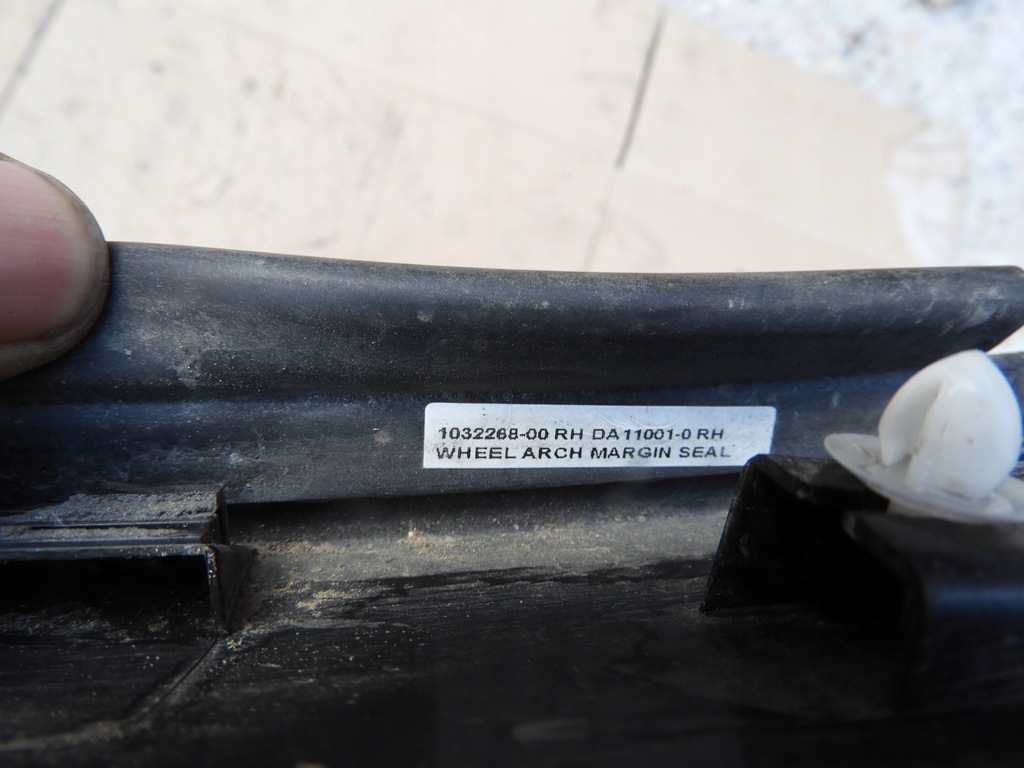 1032268-00 RH DA11001-0 RH
WHEEL ARCH MARGIN SEAL